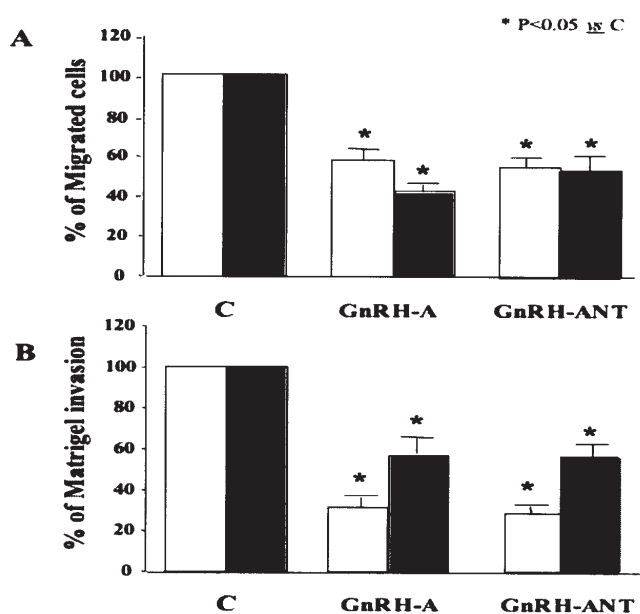 * P<0.05 vs C
A
% of Migrated cells
120
100
80
60
40
20
0
* * * *
C GnRH-A GnRH-ANT
B
% of Matrigel invasion
120
100
80
60
40
20
0
* * * *
C GnRH-A GnRH-ANT